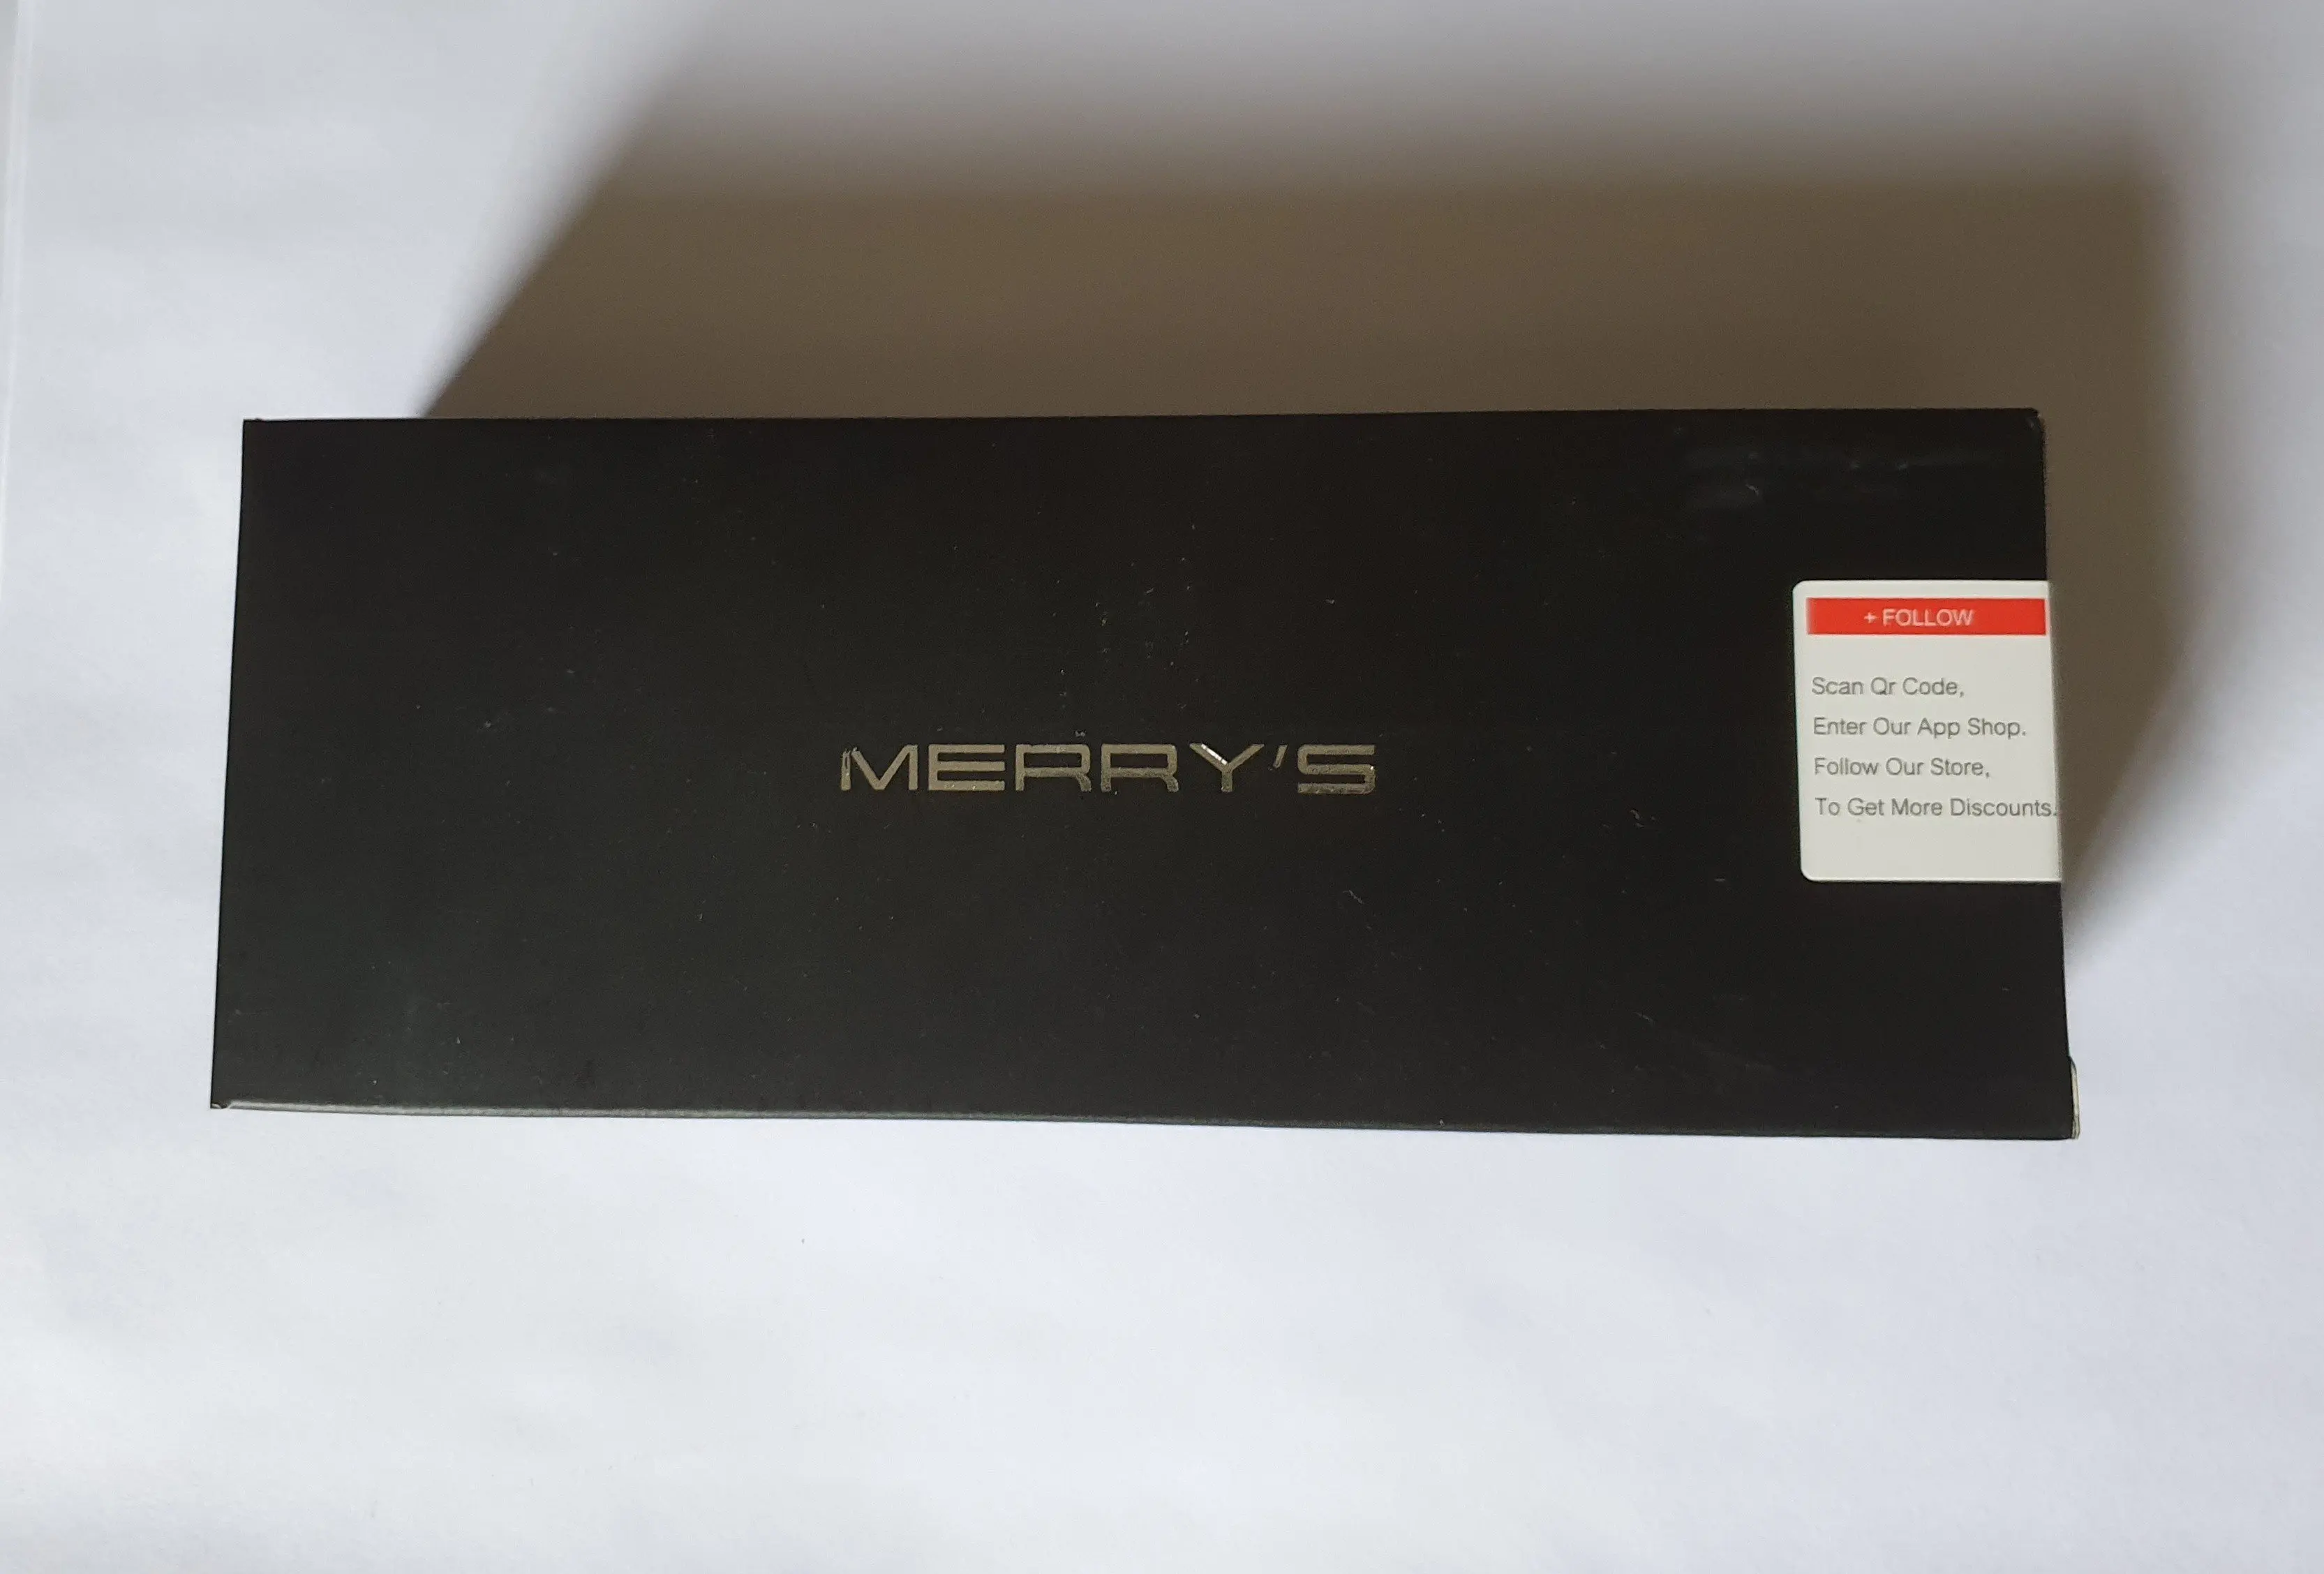 MERRY'S
+ FOLLOW
Scan Qr Code,
Enter Our App Shop.
Follow Our Store,
To Get More Discounts.